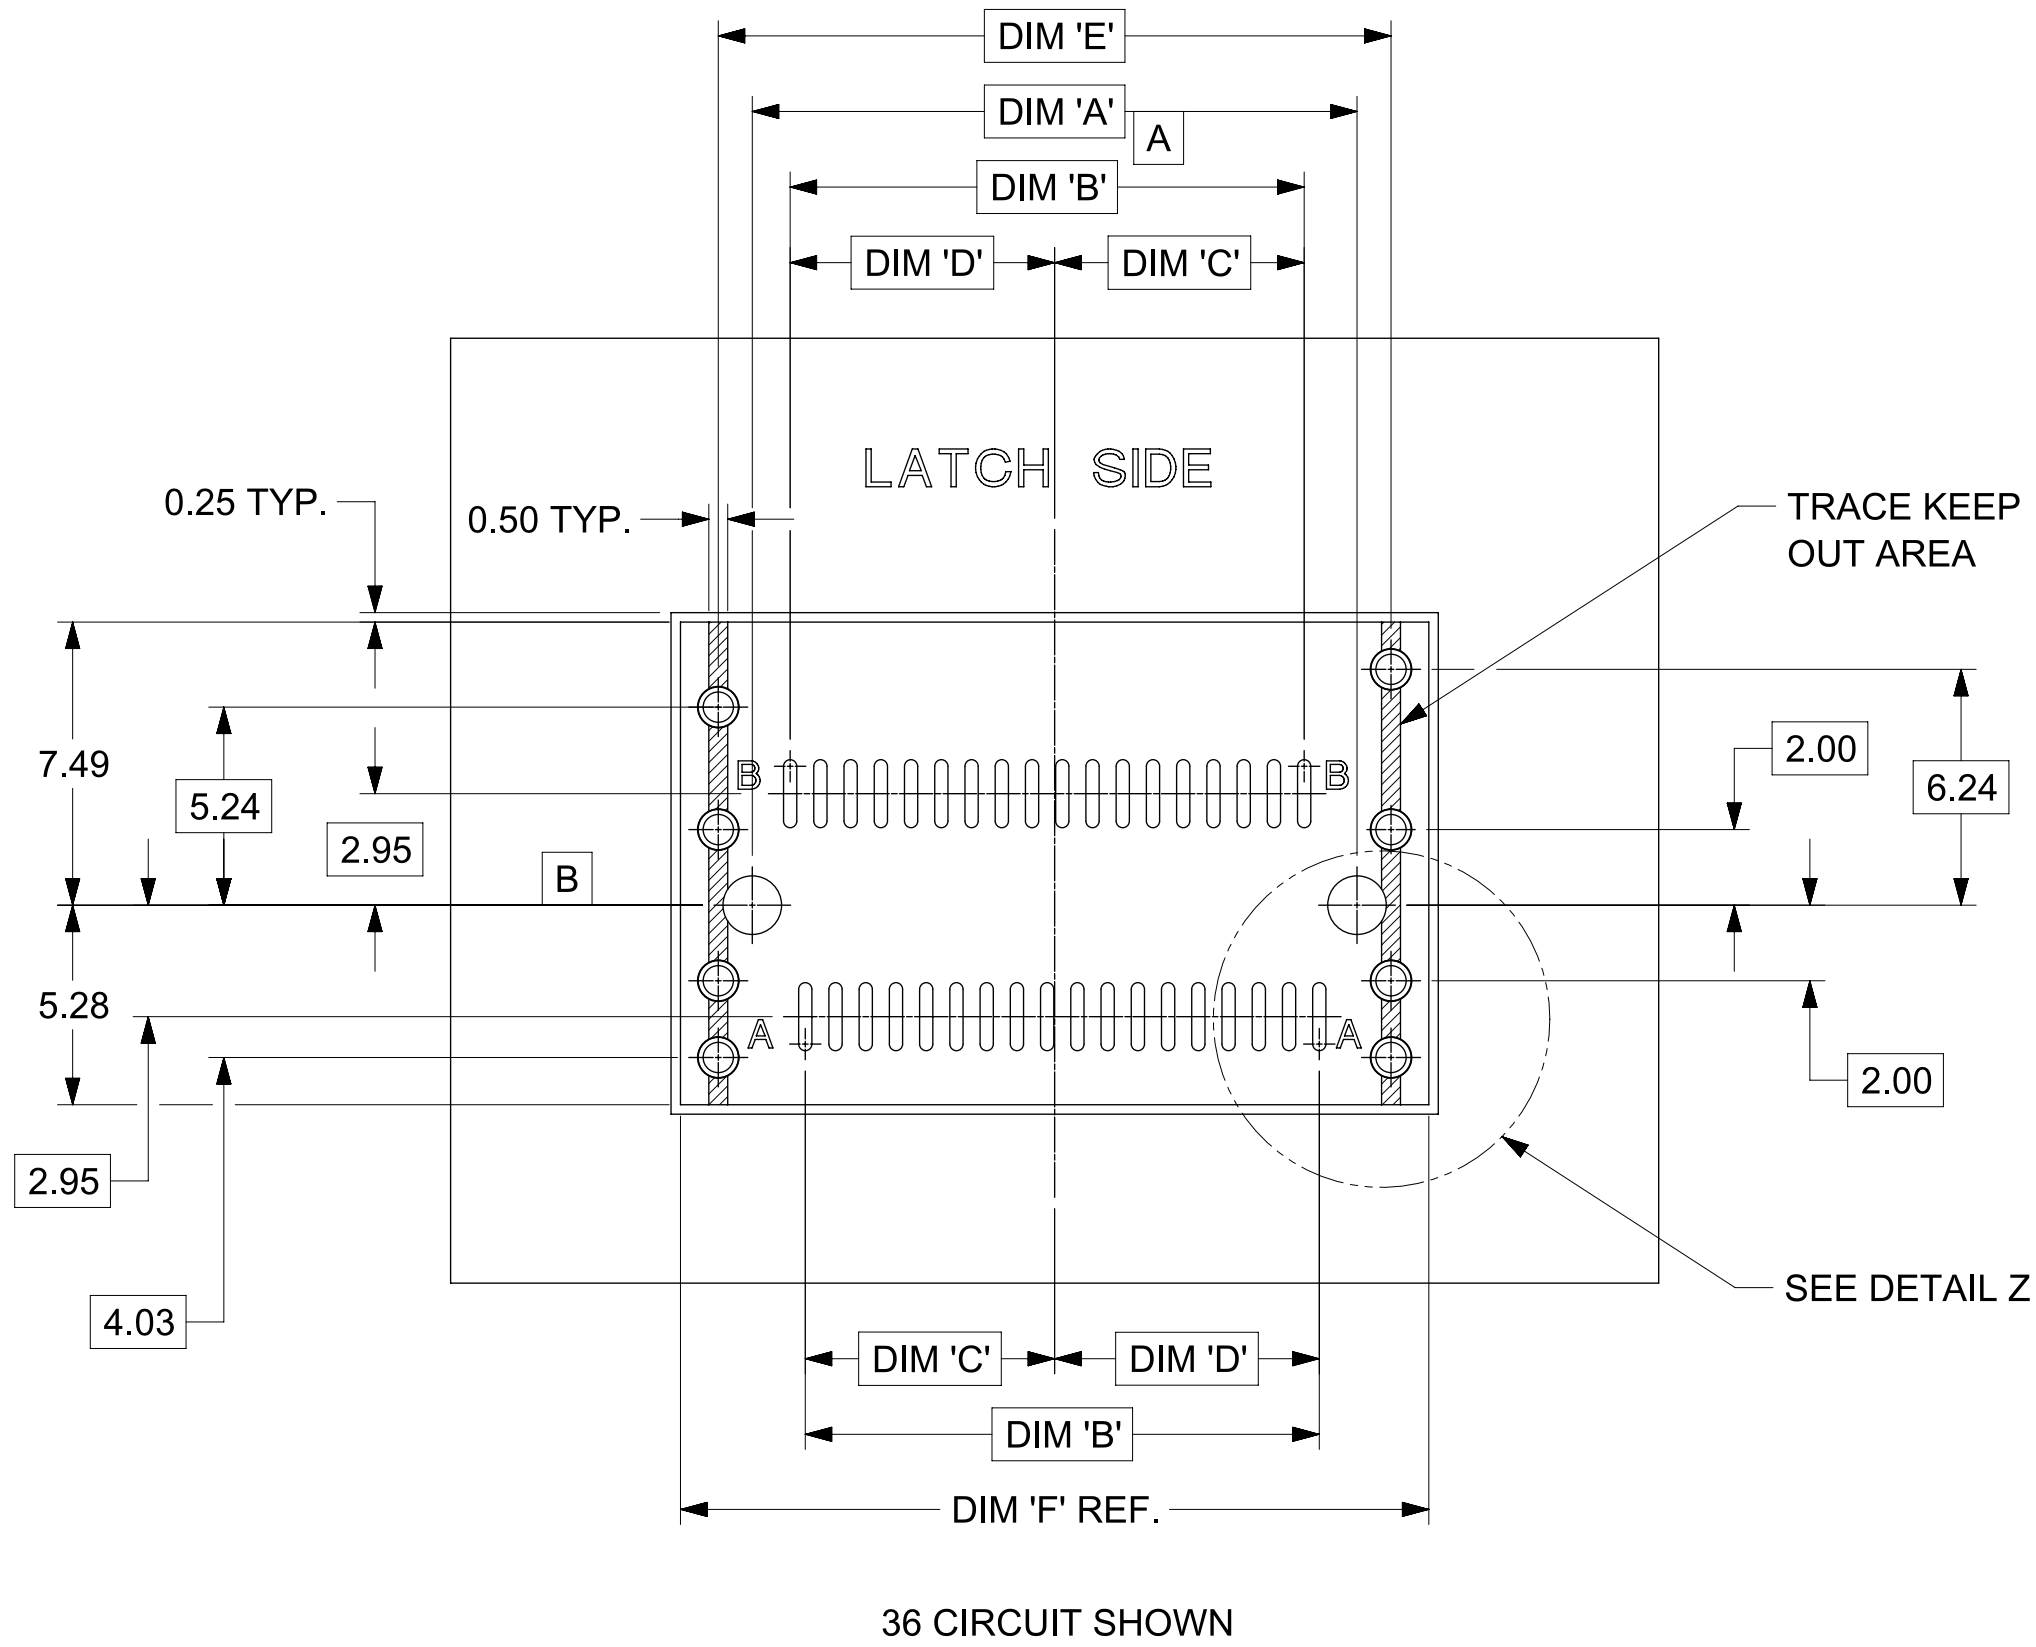 DIM 'E'
DIM 'A'
A
DIM 'B'
DIM 'D'
DIM 'C'
LATCH SIDE
0.25 TYP.
0.50 TYP.
TRACE KEEP
OUT AREA
7.49
5.24
2.95
B
B
B
2.00
6.24
5.28
A
A
2.00
2.95
4.03
SEE DETAIL Z
DIM 'C'
DIM 'D'
DIM 'B'
DIM 'F' REF.
36 CIRCUIT SHOWN